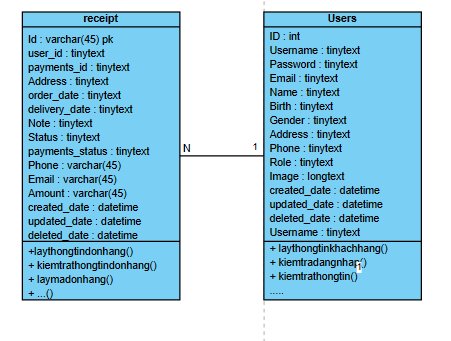 receipt
Id : varchar(45) pk
user_id : tinytext
payments_id : tinytext
Address : tinytext
order_date : tinytext
delivery_date : tinytext
Note : tinytext
Status : tinytext
payments_status : tinytext
Phone : varchar(45)
Email : varchar(45)
Amount : varchar(45)
created_date : datetime
updated_date : datetime
deleted_date : datetime
+laythongtindonhang()
+ kiemtrathongtindonhang()
+ laymadonhang()
+ ...()
N
1
Users
ID : int
Username : tinytext
Password : tinytext
Email : tinytext
Name : tinytext
Birth : tinytext
Gender : tinytext
Address : tinytext
Phone : tinytext
Role : tinytext
Image : longtext
created_date : datetime
updated_date : datetime
deleted_date : datetime
Username : tinytext
+ laythongtinkhachhang()
+ kiemtradangnhap()
+ kiemtrathongtin()
.....